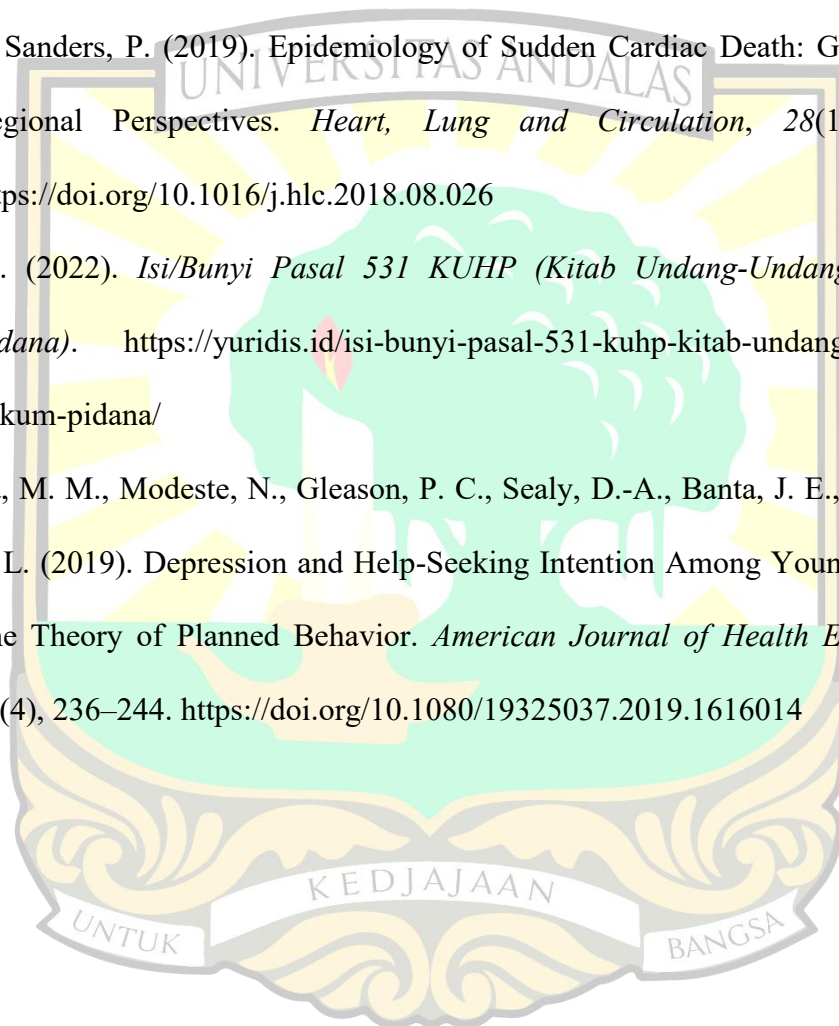 Sanders, P. (2019). Epidemiology of Sudden Cardiac Death: G
UNIVERSITAS ANDALAS
egional Perspectives. Heart, Lung and Circulation, 28(1
tps://doi.org/10.1016/j.hlc.2018.08.026
. (2022). Isi/Bunyi Pasal 531 KUHP (Kitab Undang-Undang
dana). https://yuridis.id/isi-bunyi-pasal-531-kuhp-kitab-undang
kum-pidana/
, M. M., Modeste, N., Gleason, P. C., Sealy, D.-A., Banta, J. E.,
L. (2019). Depression and Help-Seeking Intention Among Youn
ne Theory of Planned Behavior. American Journal of Health E
(4), 236–244. https://doi.org/10.1080/19325037.2019.1616014
KEDJAJAAN
UNTUK
BANGSA